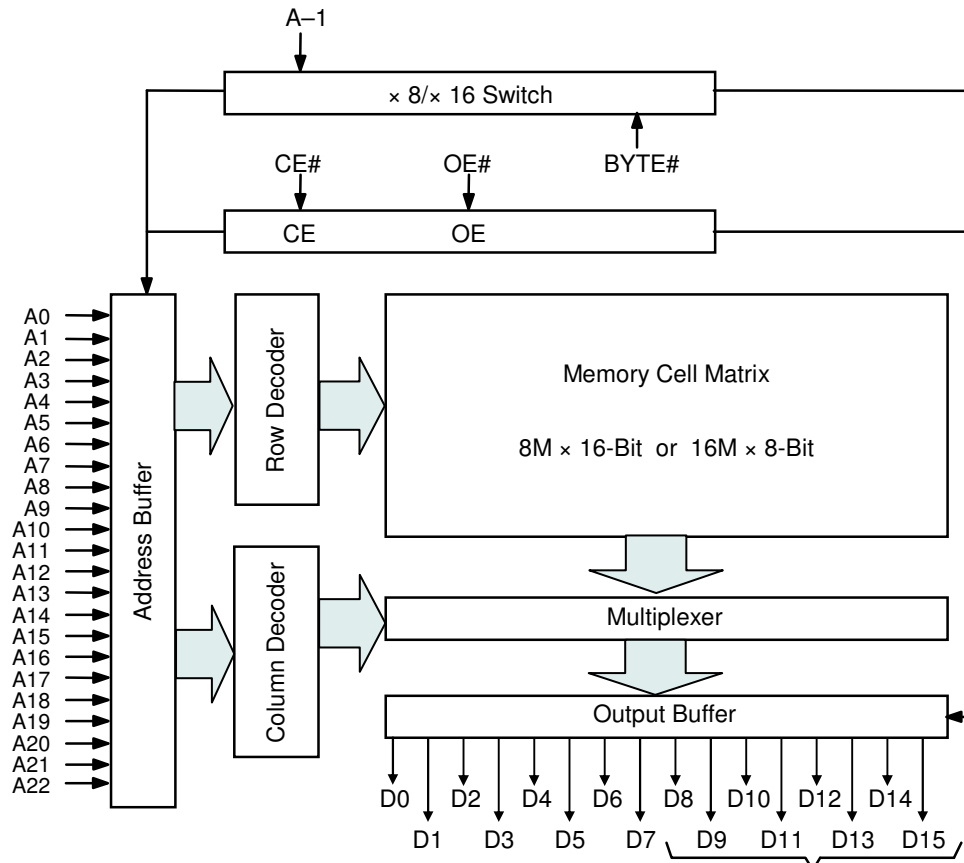 A–1
× 8/× 16 Switch
CE#
OE#
BYTE#
CE
OE
A0
A1
A2
A3
A4
A5
A6
A7
A8
A9
A10
A11
A12
A13
A14
A15
A16
A17
A18
A19
A20
A21
A22
Address Buffer
Row Decoder
Column Decoder
Memory Cell Matrix
8M × 16-Bit or 16M × 8-Bit
Multiplexer
Output Buffer
D0 D2 D4 D6 D8 D10 D12 D14
D1 D3 D5 D7 D9 D11 D13 D15